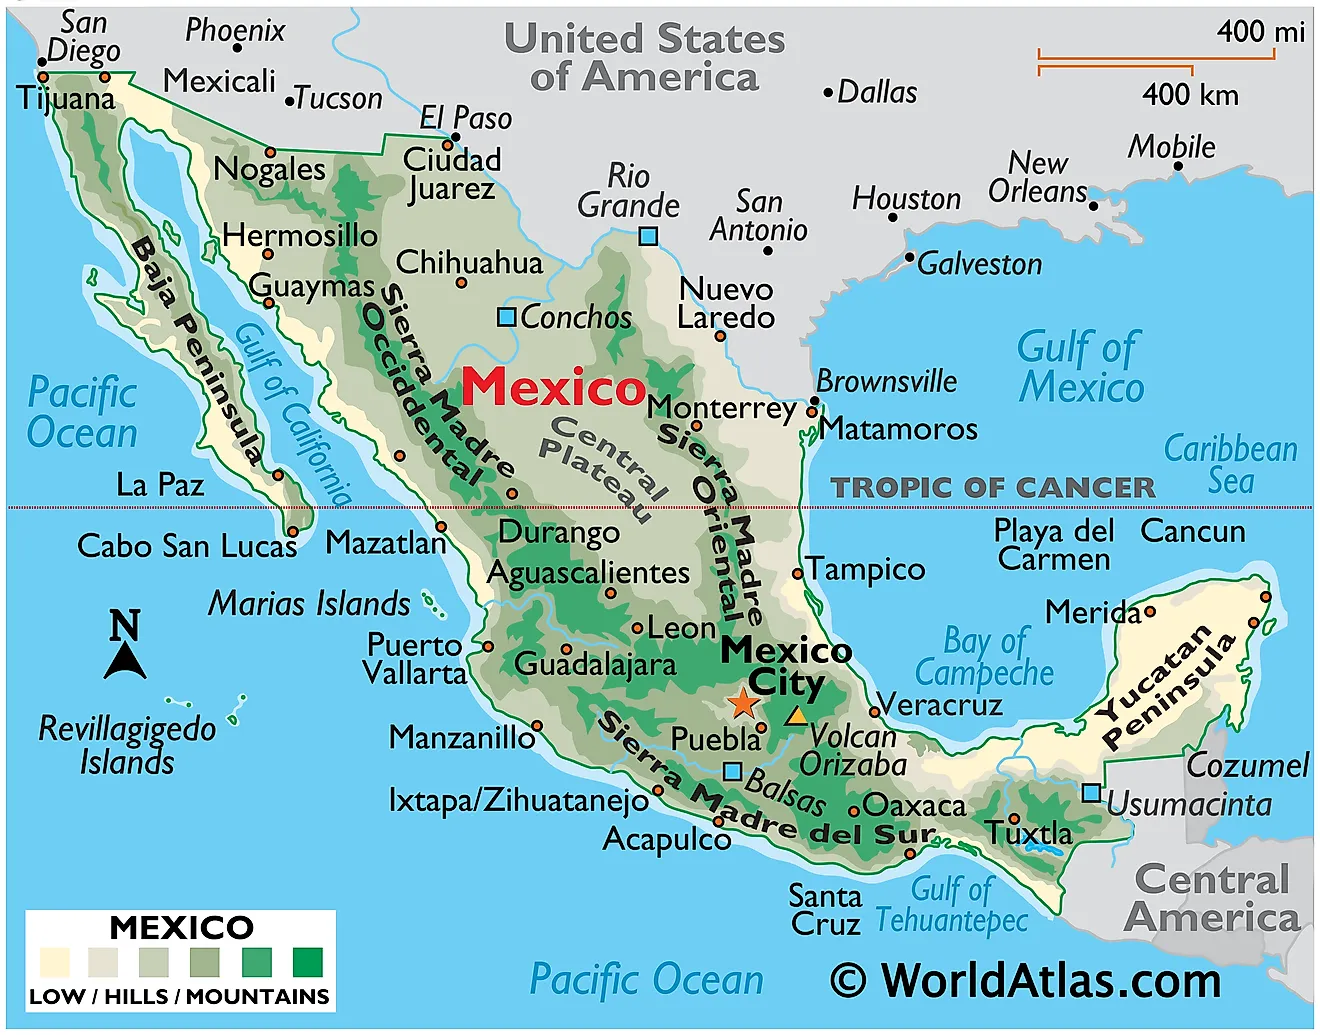 San
Diego
Phoenix
United States
of America
400 mi
400 km
Mexicali
Tijuana
Tucson
El Paso
Dallas
Mobile
New
Orleans
Nogales
Ciudad
Juarez
Rio
Grande
San
Antonio
Houston
Galveston
Hermosillo
Chihuahua
Guaymas
Nuevo
Laredo
Conchos
Baja Peninsula
Gulf of California
Sierra Madre
Occiddental
Mexico
Gulf of
Mexico
Pacific
Ocean
Brownsville
Monterrey
Matamoros
Central
Plateau
Sierra Madre
Oriental
Caribbean
Sea
La Paz
TROPIC OF CANCER
Cabo San Lucas
Mazatlan
Durango
Playa del
Carmen
Cancun
Aguascalientes
Tampico
Marias Islands
Merida
N
Puerto
Vallarta
Leon
Guadalajara
Mexico
City
Bay of
Campeche
Yucatan
Peninsula
Revillagigedo
Islands
Manzanillo
Puebla
Veracruz
Volcan
Orizaba
Cozumel
Sierra Madre del Sur
Balsas
Ixtapa/Zihuatanejo
Oaxaca
Usumacinta
Acapulco
Tuxtla
Santa
Cruz
Gulf of
Tehuantepec
Central
America
MEXICO
LOW / HILLS / MOUNTAINS
Pacific Ocean
© WorldAtlas.com